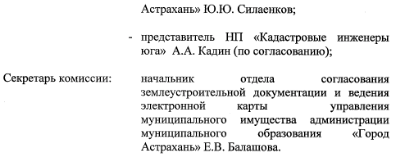 Астрахань» Ю.Ю. Силаенков;
- представитель НП «Кадастровые инженеры
юга» А.А. Кадин (по согласованию);
Секретарь комиссии: начальник отдела согласования
землеустроительной документации и ведения
электронной карты управления
муниципального имущества администрации
муниципального образования «Город
Астрахань» Е.В. Балашова.